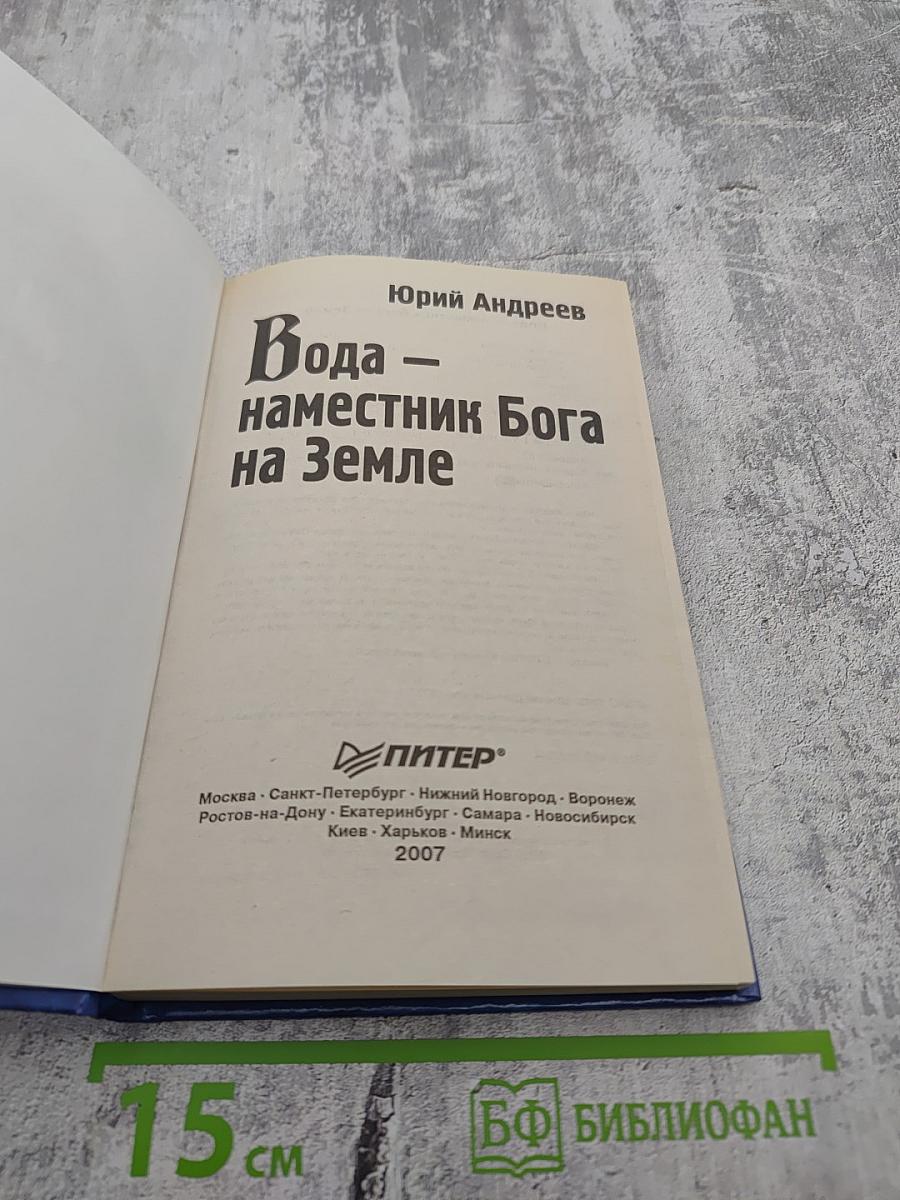 Юрий Андреев
Вода –
наместник Бога
на Земле
ПИТЕР®
Москва · Санкт-Петербург · Нижний Новгород · Воронеж
Ростов-на-Дону · Екатеринбург · Самара · Новосибирск
Киев · Харьков · Минск
2007
15 см
БФ БИБЛИОФАН